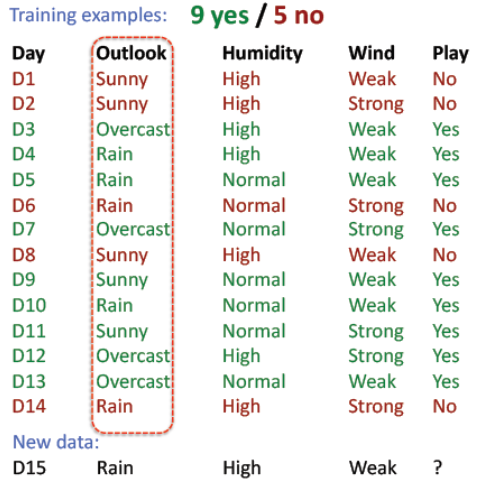 Training examples: 9 yes / 5 no
Day Outlook Humidity Wind Play
D1 Sunny High Weak No
D2 Sunny High Strong No
D3 Overcast High Weak Yes
D4 Rain High Weak Yes
D5 Rain Normal Weak Yes
D6 Rain Normal Strong No
D7 Overcast Normal Strong Yes
D8 Sunny High Weak No
D9 Sunny Normal Weak Yes
D10 Rain Normal Weak Yes
D11 Sunny Normal Strong Yes
D12 Overcast High Strong Yes
D13 Overcast Normal Weak Yes
D14 Rain High Strong No
New data:
D15 Rain High Weak ?